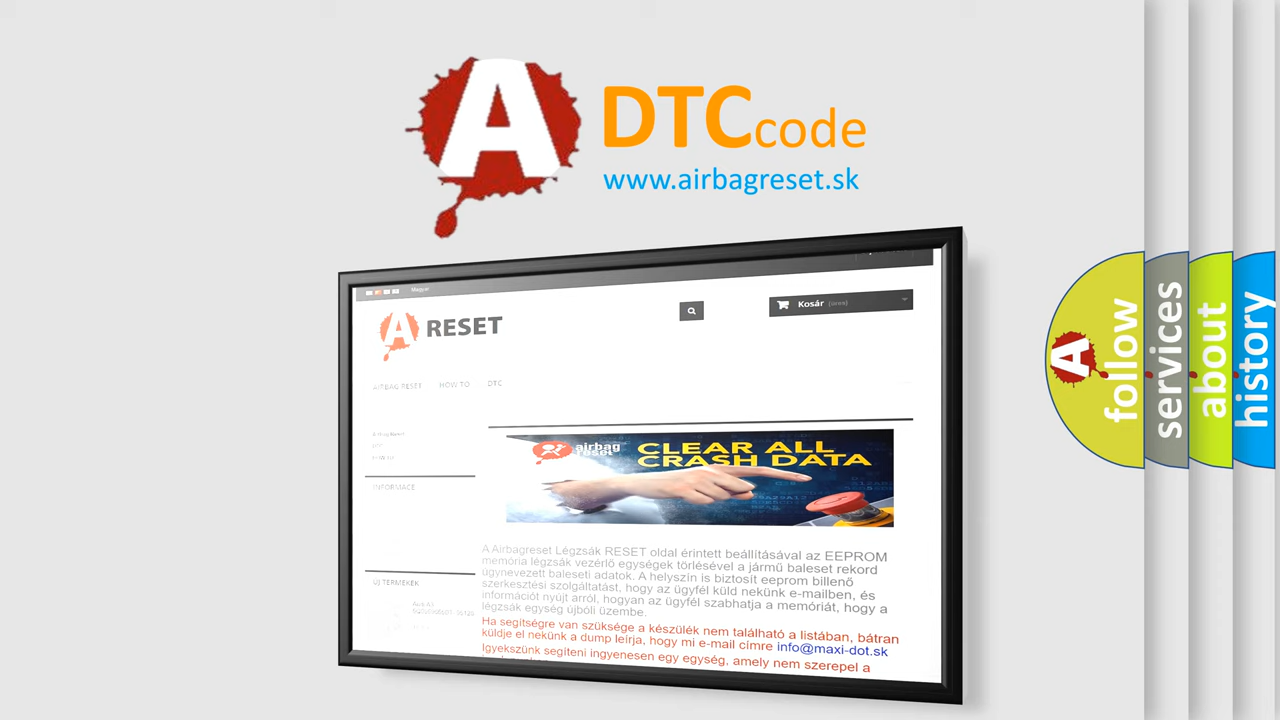 A DTC code
www.airbagreset.sk
Magyar
Kosár (üres)
A RESET
AIRBAG RESET HOW TO DTC
INFORMACE
airbag
reset
CLEAR ALL
CRASH DATA
A Airbagreset Légzsák RESET oldal érintett beállításával az EEPROM
memória légzsák vezérlő egységek törlésével a jármű baleset rekord
úgynevezett baleseti adatok. A helyszín is biztosít eeprom billenő
szerkesztési szolgáltatást, hogy az ügyfél küld nekünk e-mailben, és
információt nyújt arról, hogyan az ügyfél szabhatja a memóriát, hogy a
légzsák egység újbóli üzembe.
Ha segítségre van szüksége a készülék nem található a listában, bátran
küldje el nekünk a dump leírja, hogy mi e-mail címre info@maxi-dot.sk
Igyekszünk segíteni ingyenesen egy egység, amely nem szerepel a
ÚJ TERMÉKEK
A follow
services
about
history